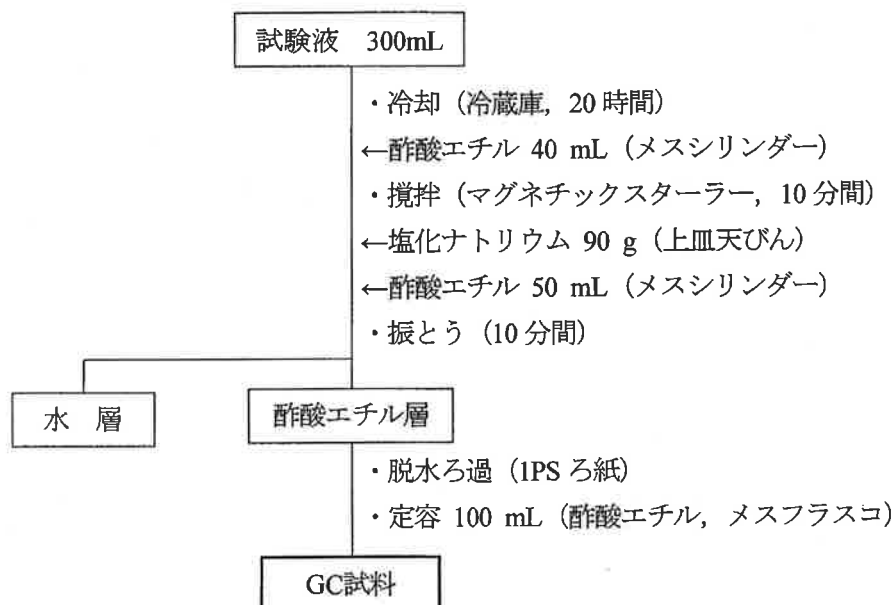 試験液 300mL
・冷却（冷蔵庫，20 時間）
←酢酸エチル 40 mL（メスシリンダー）
・攪拌（マグネチックスターラー，10 分間）
←塩化ナトリウム 90 g（上皿天びん）
←酢酸エチル 50 mL（メスシリンダー）
・振とう（10 分間）
水 層
酢酸エチル層
・脱水ろ過（1PS ろ紙）
・定容 100 mL（酢酸エチル，メスフラスコ）
GC試料